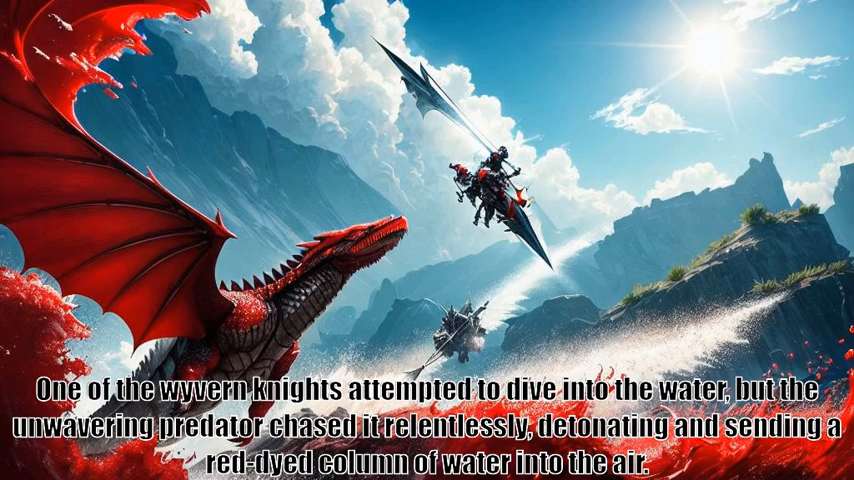 One of the wyvern knights attempted to dive into the water, but the
unwavering predator chased it relentlessly, detonating and sending a
red-dyed column of water into the air.